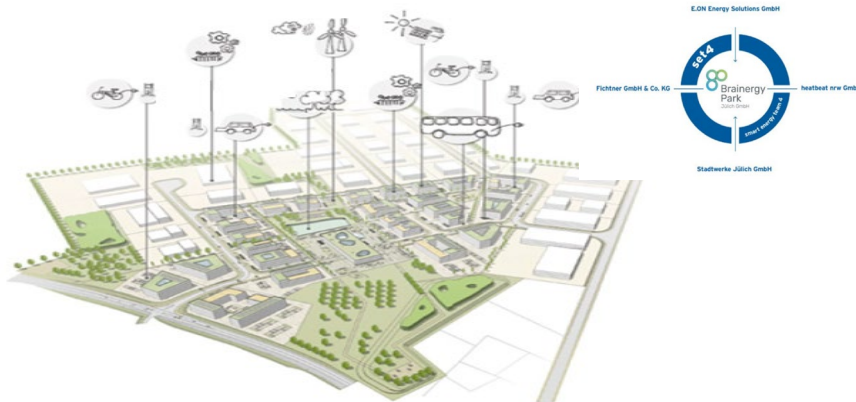 E.ON Energy Solutions GmbH
set4
Fichtner GmbH & Co. KG
Brainergy
Park
Jülich GmbH
heatbeat nrw Gmb
smart energy team 4
Stadtwerke Jülich GmbH